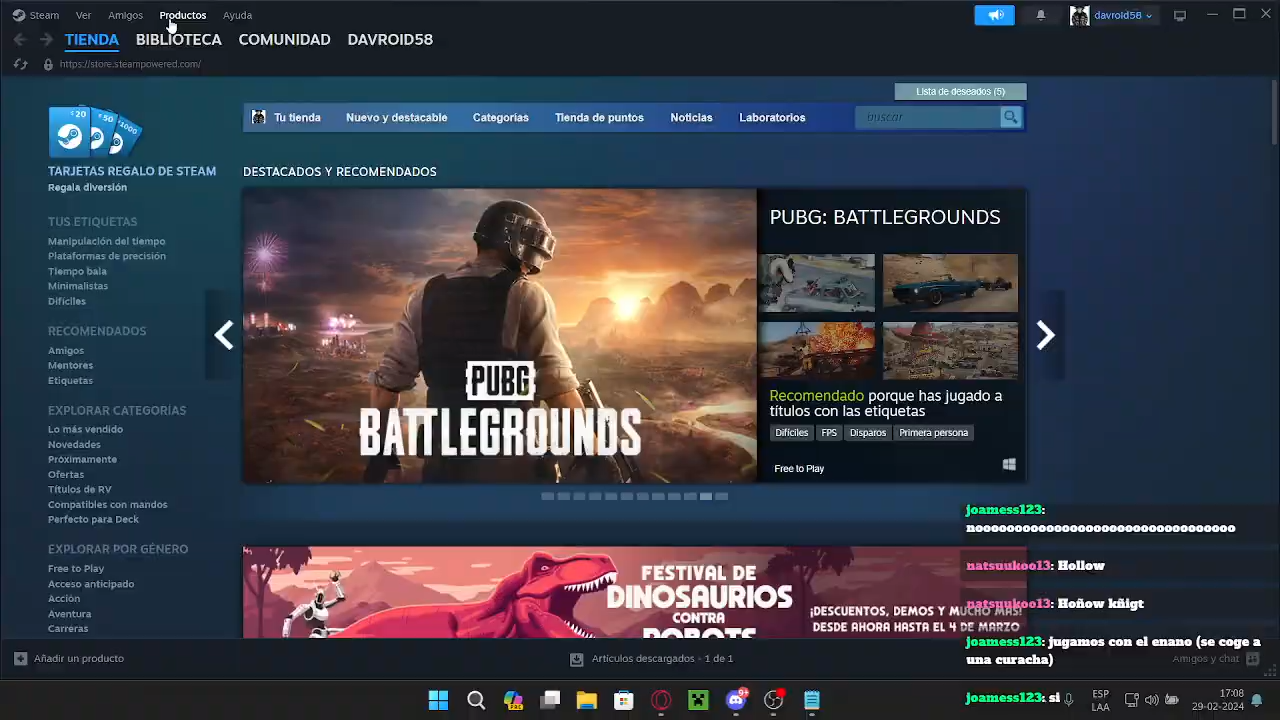 Steam Ver Amigos Productos Ayuda davroid58
TIENDA BIBLIOTECA COMUNIDAD DAVROID58
https://store.steampowered.com/
Lista de deseados (5)
Tu tienda Nuevo y destacable Categorías Tienda de puntos Noticias Laboratorios buscar
TARJETAS REGALO DE STEAM
Regala diversión
TUS ETIQUETAS
Manipulación del tiempo
Plataformas de precisión
Tiempo bala
Minimalistas
Difíciles
RECOMENDADOS
Amigos
Mentores
Etiquetas
EXPLORAR CATEGORÍAS
Lo más vendido
Novedades
Próximamente
Ofertas
Títulos de RV
Compatibles con mandos
Perfecto para Deck
EXPLORAR POR GÉNERO
Free to Play
Acceso anticipado
Acción
Aventura
Carreras
DESTACADOS Y RECOMENDADOS
PUBG
BATTLEGROUNDS
PUBG: BATTLEGROUNDS
Recomendado porque has jugado a
títulos con las etiquetas
Difíciles FPS Disparos Primera persona
Free to Play
FESTIVAL DE
DINOSAURIOS
CONTRA
ROBOTS
¡DESCUENTOS, DEMOS Y MUCHO MÁS!
DESDE AHORA HASTA EL 4 DE MARZO
joamess123:
nooooooooooooooooooooooooooooooooo
natsuukoo13: Hollow
natsuukoo13: Hoñow kñigt
joamess123: jugamos con el enano (se coge a
una curacha)
joamess123: si
Añadir un producto Artículos descargados - 1 de 1 Amigos y chat
ESP
LAA
17:08
29-02-2024